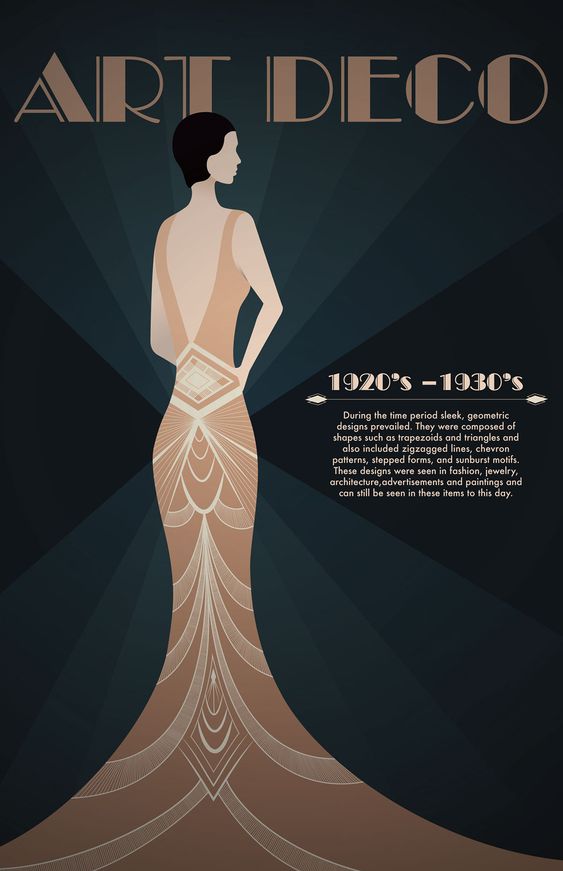 ART DECO
1920's – 1930's
During the time period sleek, geometric
designs prevailed. They were composed of
shapes such as trapezoids and triangles and
also included zigzagged lines, chevron
patterns, stepped forms, and sunburst motifs.
These designs were seen in fashion, jewelry,
architecture,advertisements and paintings and
can still be seen in these items to this day.